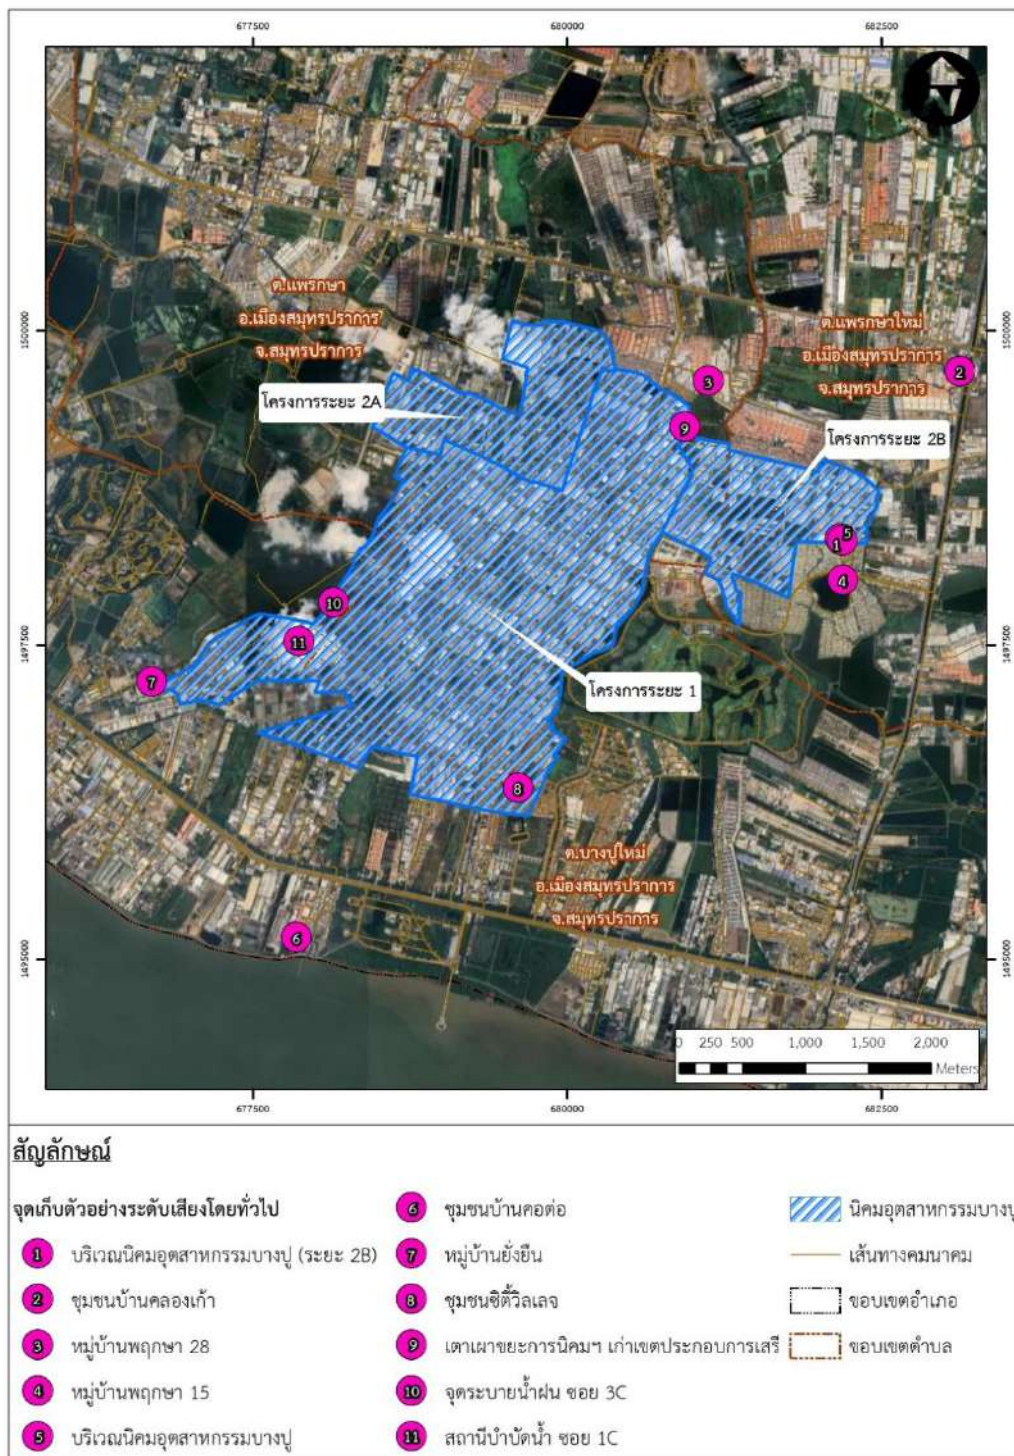 677500 680000 682500
ต.แพรกษา
อ.เมืองสมุทรปราการ
จ.สมุทรปราการ
ต.แพรกษาใหม่
อ.เมืองสมุทรปราการ
จ.สมุทรปราการ
1500000 1500000
2
3
โครงการระยะ 2A
9
โครงการระยะ 2B
5
1
4
10
11
1497500 1497500
7
โครงการระยะ 1
8
ต.บางปูใหม่
อ.เมืองสมุทรปราการ
จ.สมุทรปราการ
6
1495000 1495000
0 250 500 1,000 1,500 2,000
Meters
677500 680000 682500
สัญลักษณ์
จุดเก็บตัวอย่างระดับเสียงโดยทั่วไป
1 บริเวณนิคมอุตสาหกรรมบางปู (ระยะ 2B)
2 ชุมชนบ้านคลองเก้า
3 หมู่บ้านพฤกษา 28
4 หมู่บ้านพฤกษา 15
5 บริเวณนิคมอุตสาหกรรมบางปู
6 ชุมชนบ้านคอต่อ
7 หมู่บ้านยั่งยืน
8 ชุมชนซิตี้วิลเลจ
9 เตาเผาขยะการนิคมฯ เก่าเขตประกอบการเสรี
10 จุดระบายน้ำฝน ซอย 3C
11 สถานีบำบัดน้ำ ซอย 1C
นิคมอุตสาหกรรมบางปู
เส้นทางคมนาคม
ขอบเขตอำเภอ
ขอบเขตตำบล